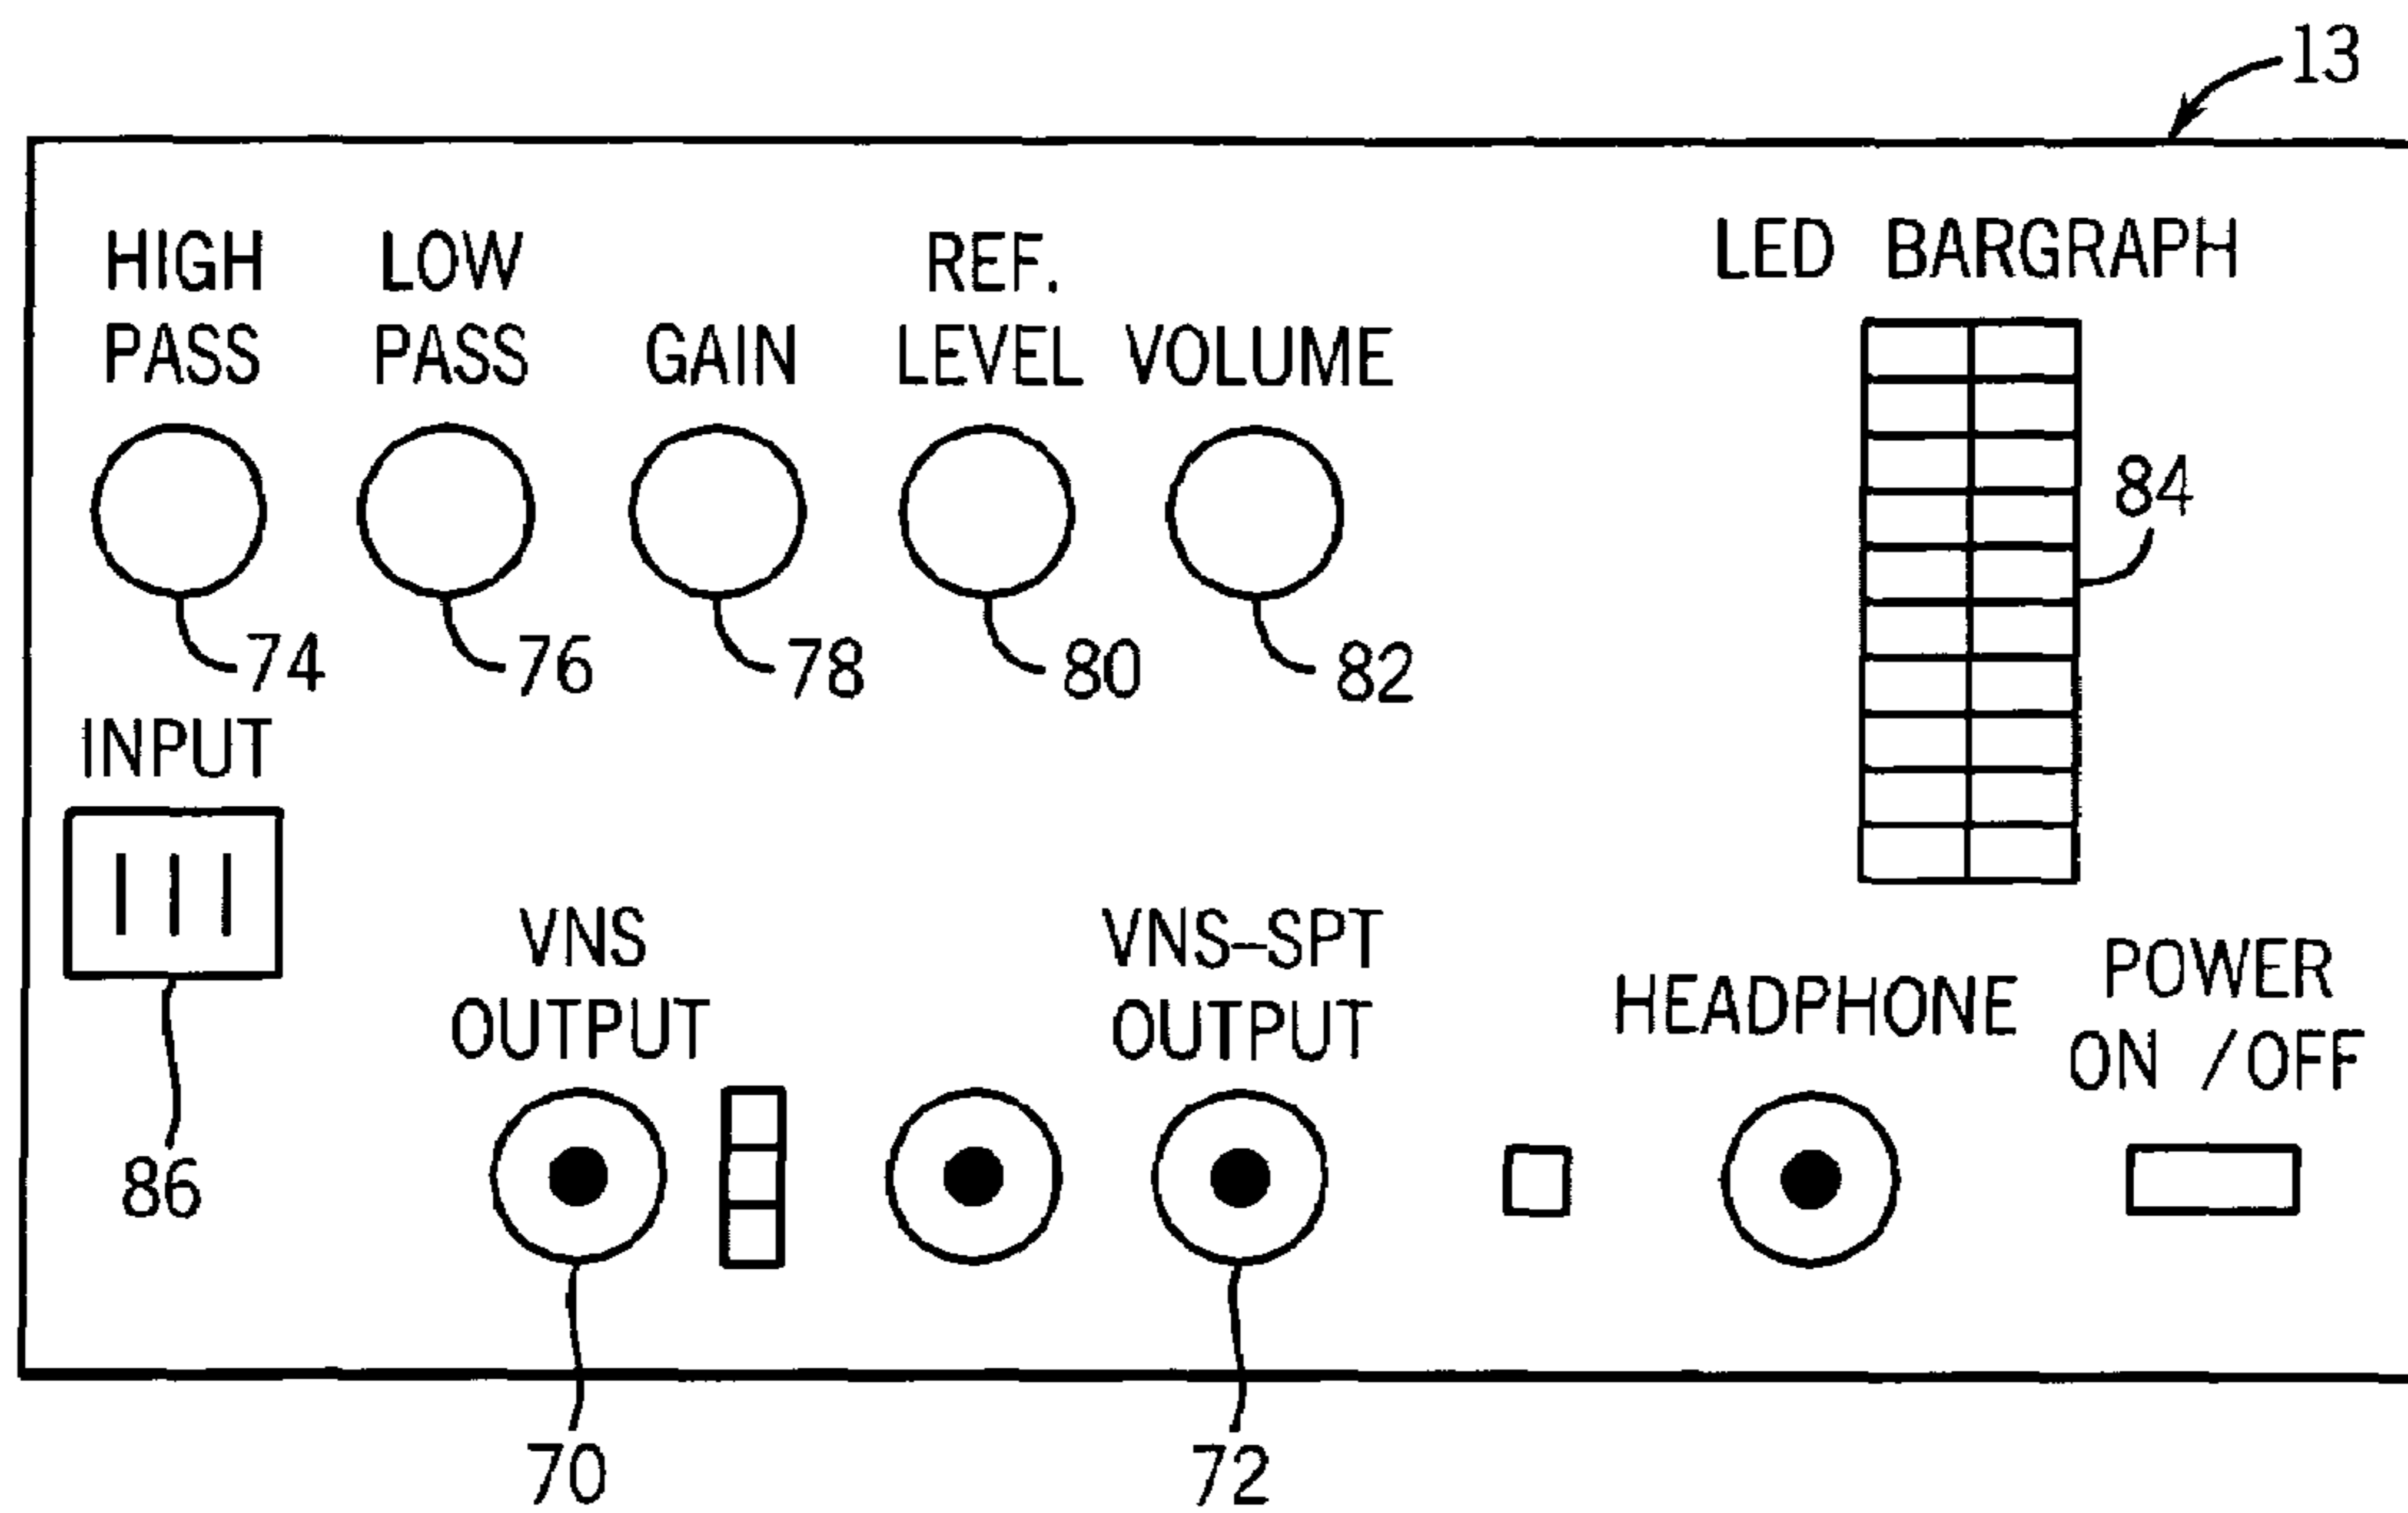 13
HIGH PASS
LOW PASS
GAIN
REF. LEVEL
VOLUME
LED BARGRAPH
84
74
76
78
80
82
INPUT
86
VNS OUTPUT
VNS-SPT OUTPUT
HEADPHONE
POWER ON /OFF
70
72